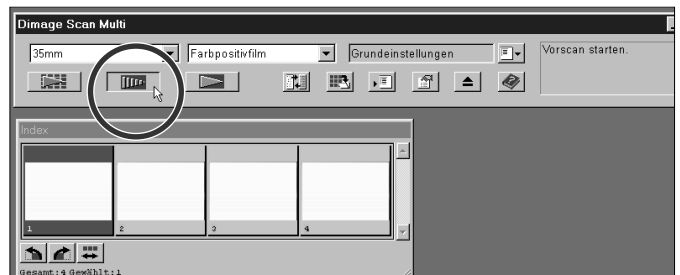 Dimage Scan Multi
35mm Farbpositivfilm Grundeinstellungen Vorscan starten.
Index
1 2 3 4
Gesamt:4 Gewählt:1